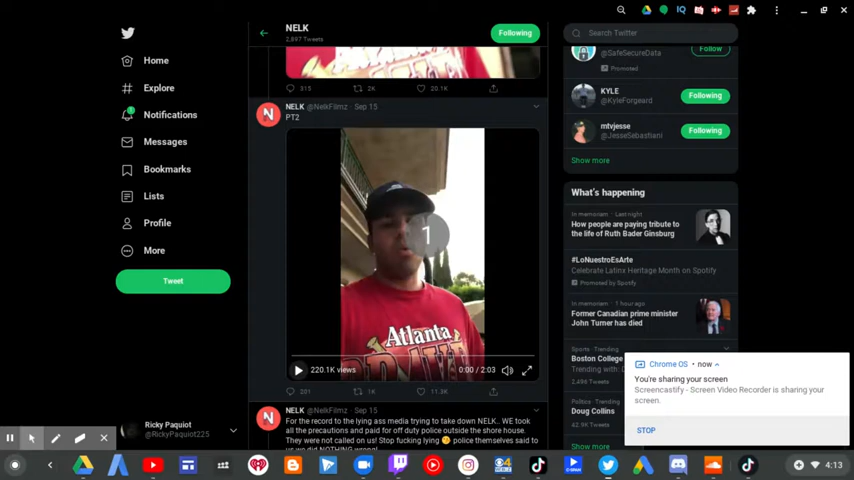 NELK
2,897 Tweets
Following
Search Twitter
Home
Explore
1
Notifications
Messages
Bookmarks
Lists
Profile
More
Tweet
315
2K
20.1K
N
NELK @NelkFilmz · Sep 15
PT2
1
Atlanta
220.1K views
0:00 / 2:03
201
1K
11.3K
N
NELK @NelkFilmz · Sep 15
For the record to the lying ass media trying to take down NELK.. WE took
all the precautions and paid for off duty police outside the shore house.
They were not called on us! Stop fucking lying 🤫 police themselves said to
us we did NOTHING wrong!
@SafeSecureData
Follow
Promoted
KYLE
@KyleForgeard
Following
mtvjesse
@JesseSebastiani
Following
Show more
What's happening
In memoriam · Last night
How people are paying tribute to
the life of Ruth Bader Ginsburg
#LoNuestroEsArte
Celebrate Latinx Heritage Month on Spotify
Promoted by Spotify
In memoriam · 1 hour ago
Former Canadian prime minister
John Turner has died
Sports · Trending
Boston College
Trending with:
2,496 Tweets
Politics · Trending
Doug Collins
42.9K Tweets
Show more
Chrome OS • now
You're sharing your screen
Screencastify - Screen Video Recorder is sharing your
screen.
STOP
Ricky Paquiot
@RickyPaquiot225
4:13